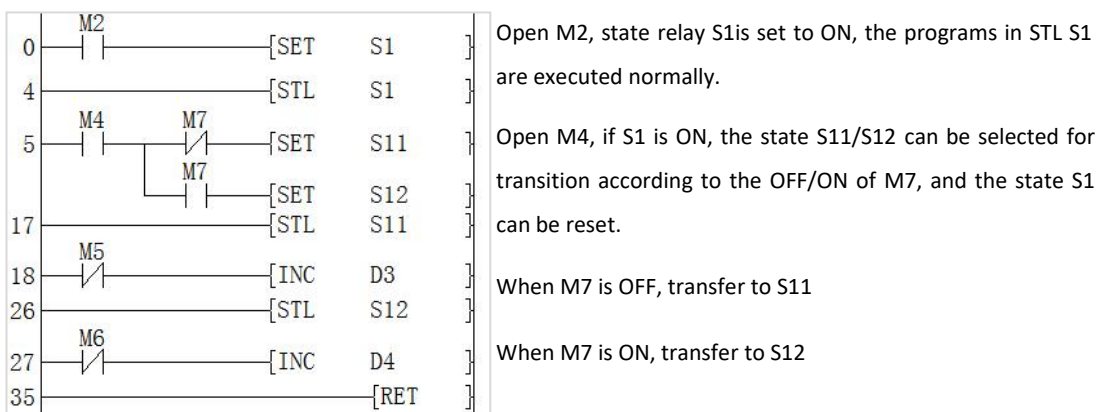 M2
0 [SET S1 ]
4 [STL S1 ]
M4 M7
5 [SET S11 ]
M7
[SET S12 ]
17 [STL S11 ]
M5
18 [INC D3 ]
26 [STL S12 ]
M6
27 [INC D4 ]
35 [RET ]
Open M2, state relay S1is set to ON, the programs in STL S1
are executed normally.
Open M4, if S1 is ON, the state S11/S12 can be selected for
transition according to the OFF/ON of M7, and the state S1
can be reset.
When M7 is OFF, transfer to S11
When M7 is ON, transfer to S12